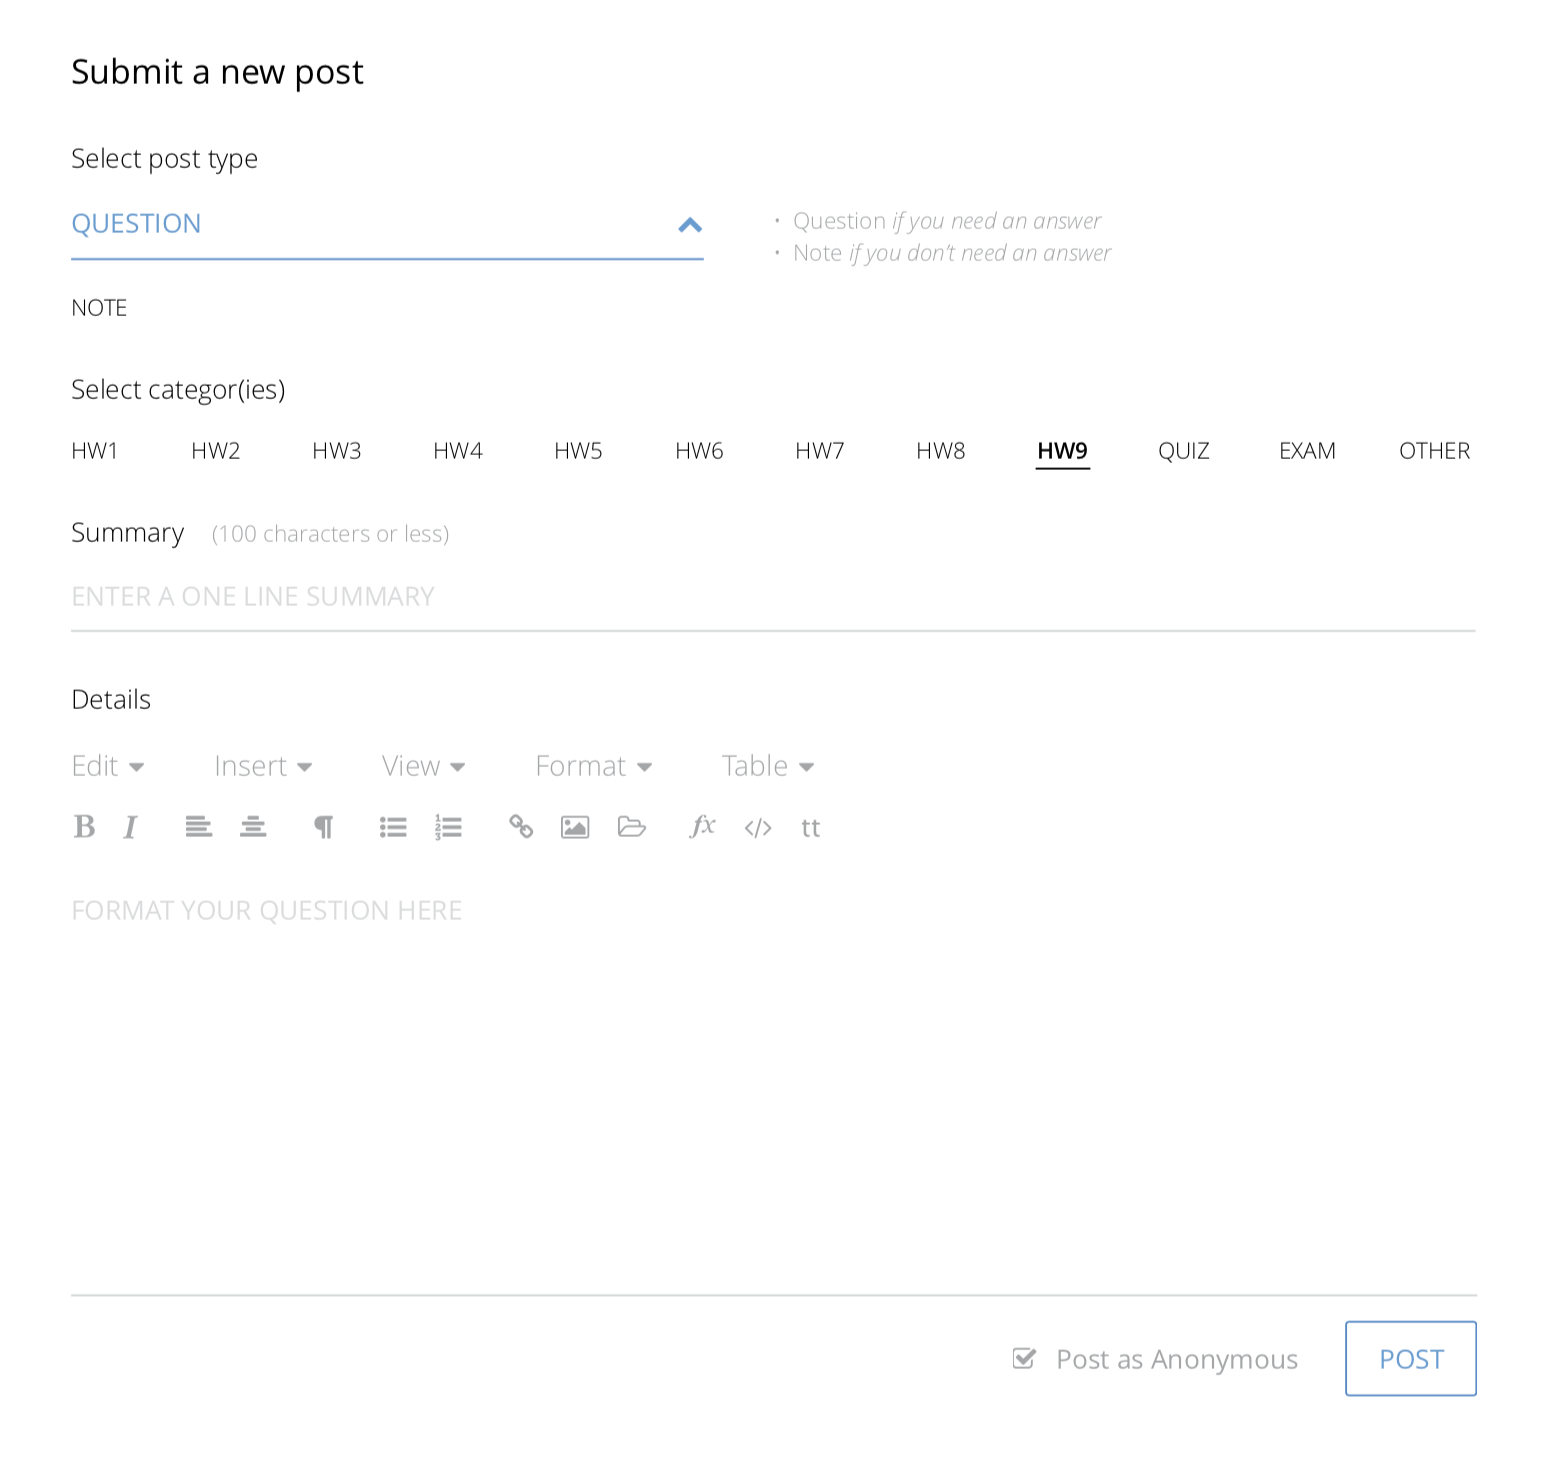 Submit a new post
Select post type
QUESTION
• Question if you need an answer
• Note if you don't need an answer
NOTE
Select categor(ies)
HW1 HW2 HW3 HW4 HW5 HW6 HW7 HW8 HW9 QUIZ EXAM OTHER
Summary (100 characters or less)
ENTER A ONE LINE SUMMARY
Details
Edit Insert View Format Table
B I ¶ fx </> tt
FORMAT YOUR QUESTION HERE
Post as Anonymous POST